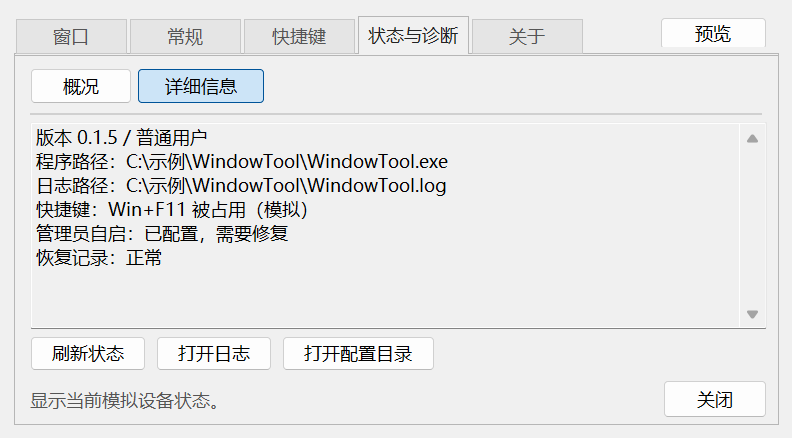 窗口 常规 快捷键 状态与诊断 关于 预览
概况 详细信息
版本 0.1.5 / 普通用户
程序路径：C:\示例\WindowTool\WindowTool.exe
日志路径：C:\示例\WindowTool\WindowTool.log
快捷键：Win+F11 被占用（模拟）
管理员自启：已配置，需要修复
恢复记录：正常
刷新状态 打开日志 打开配置目录
显示当前模拟设备状态。 关闭